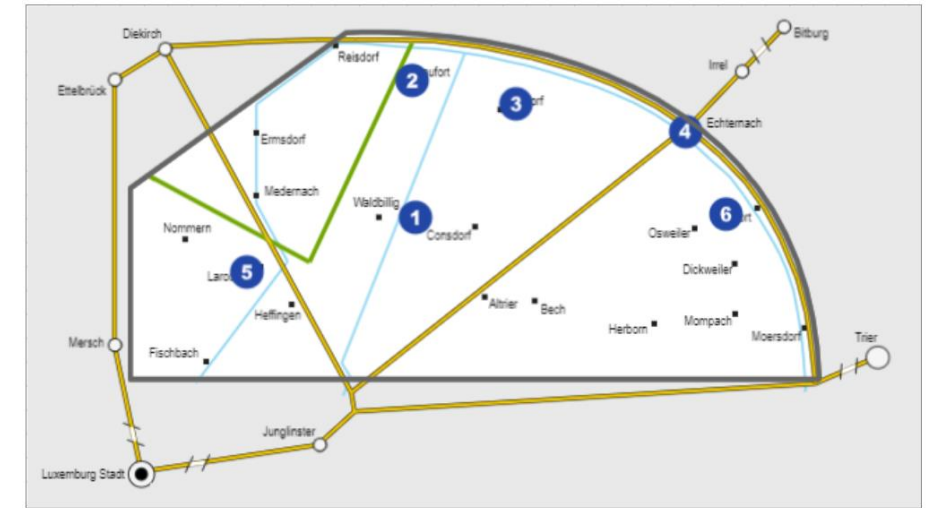 Bitburg
Diekirch
Reisdorf
Irrel
2
ufort
Ettelbrück
3
rf
4
Echternach
Ermsdorf
Medernach
Waldbillig
1
6
rt
Nommern
Consdorf
Osweiler
Laro
5
Dickweiler
Heffingen
Altrier
Bech
Herborn
Mompach
Moersdorf
Mersch
Fischbach
Trier
Junglinster
Luxemburg Stadt